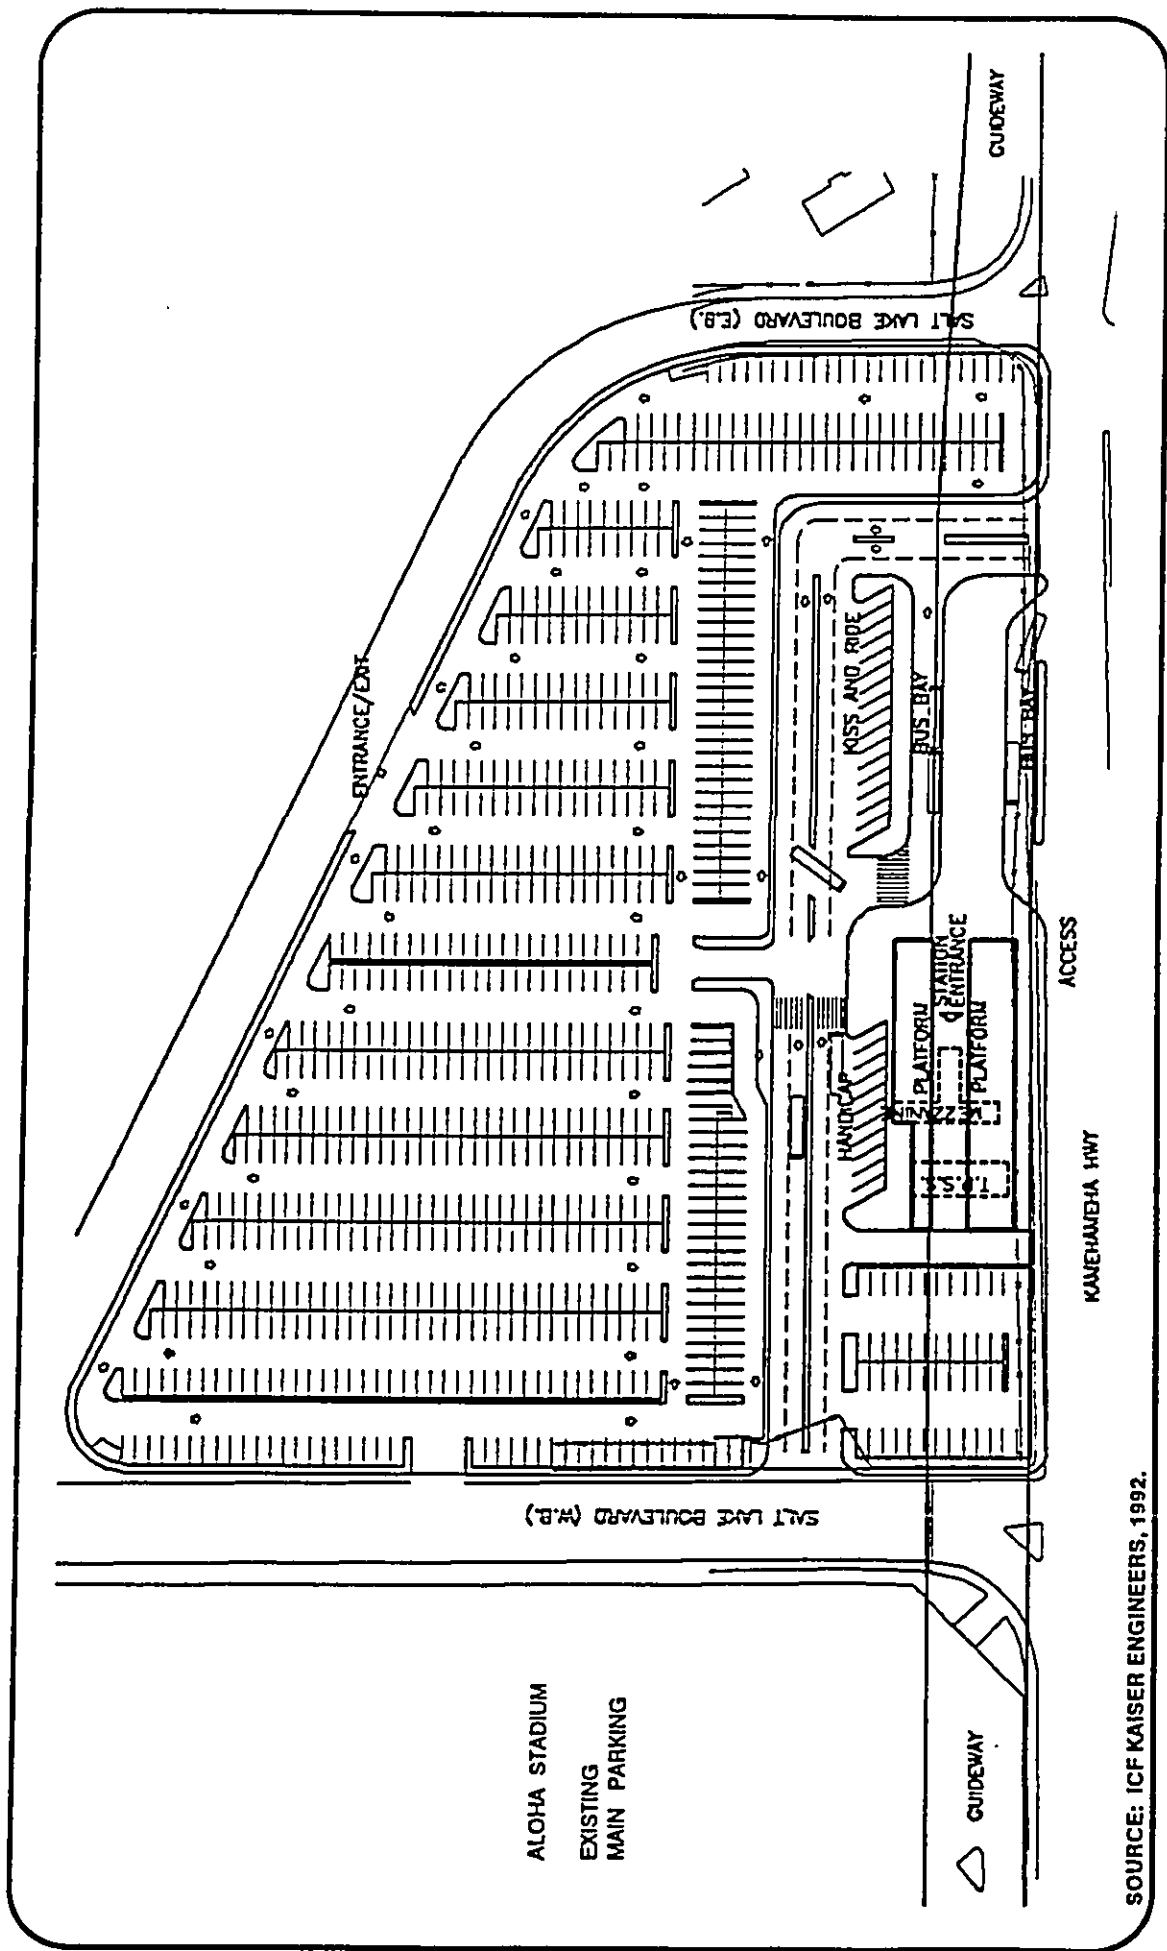 GUIDEWAY
SALT LAKE BOULEVARD (E.B.)
ENTRANCE/EXIT
KISS AND RIDE
BUS BAY
BUS BAY
STATION
ENTRANCE
PLATFORM
PLATFORM
HANDICAP
T.P.S.S.
ACCESS
KAMEHAMEHA HWY
SALT LAKE BOULEVARD (W.B.)
ALOHA STADIUM
EXISTING
MAIN PARKING
GUIDEWAY
SOURCE: ICF KAISER ENGINEERS, 1992.